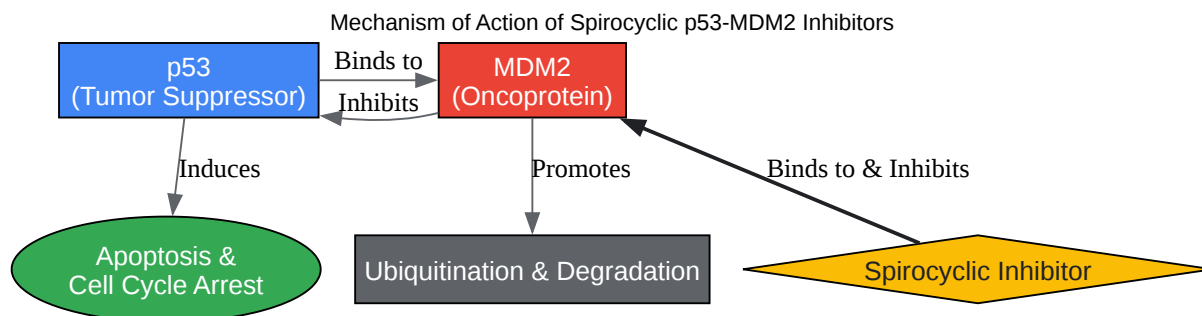 Mechanism of Action of Spirocyclic p53-MDM2 Inhibitors
p53
(Tumor Suppressor)
Binds to
Inhibits
MDM2
(Oncoprotein)
Induces
Promotes
Binds to & Inhibits
Apoptosis &
Cell Cycle Arrest
Ubiquitination & Degradation
Spirocyclic Inhibitor